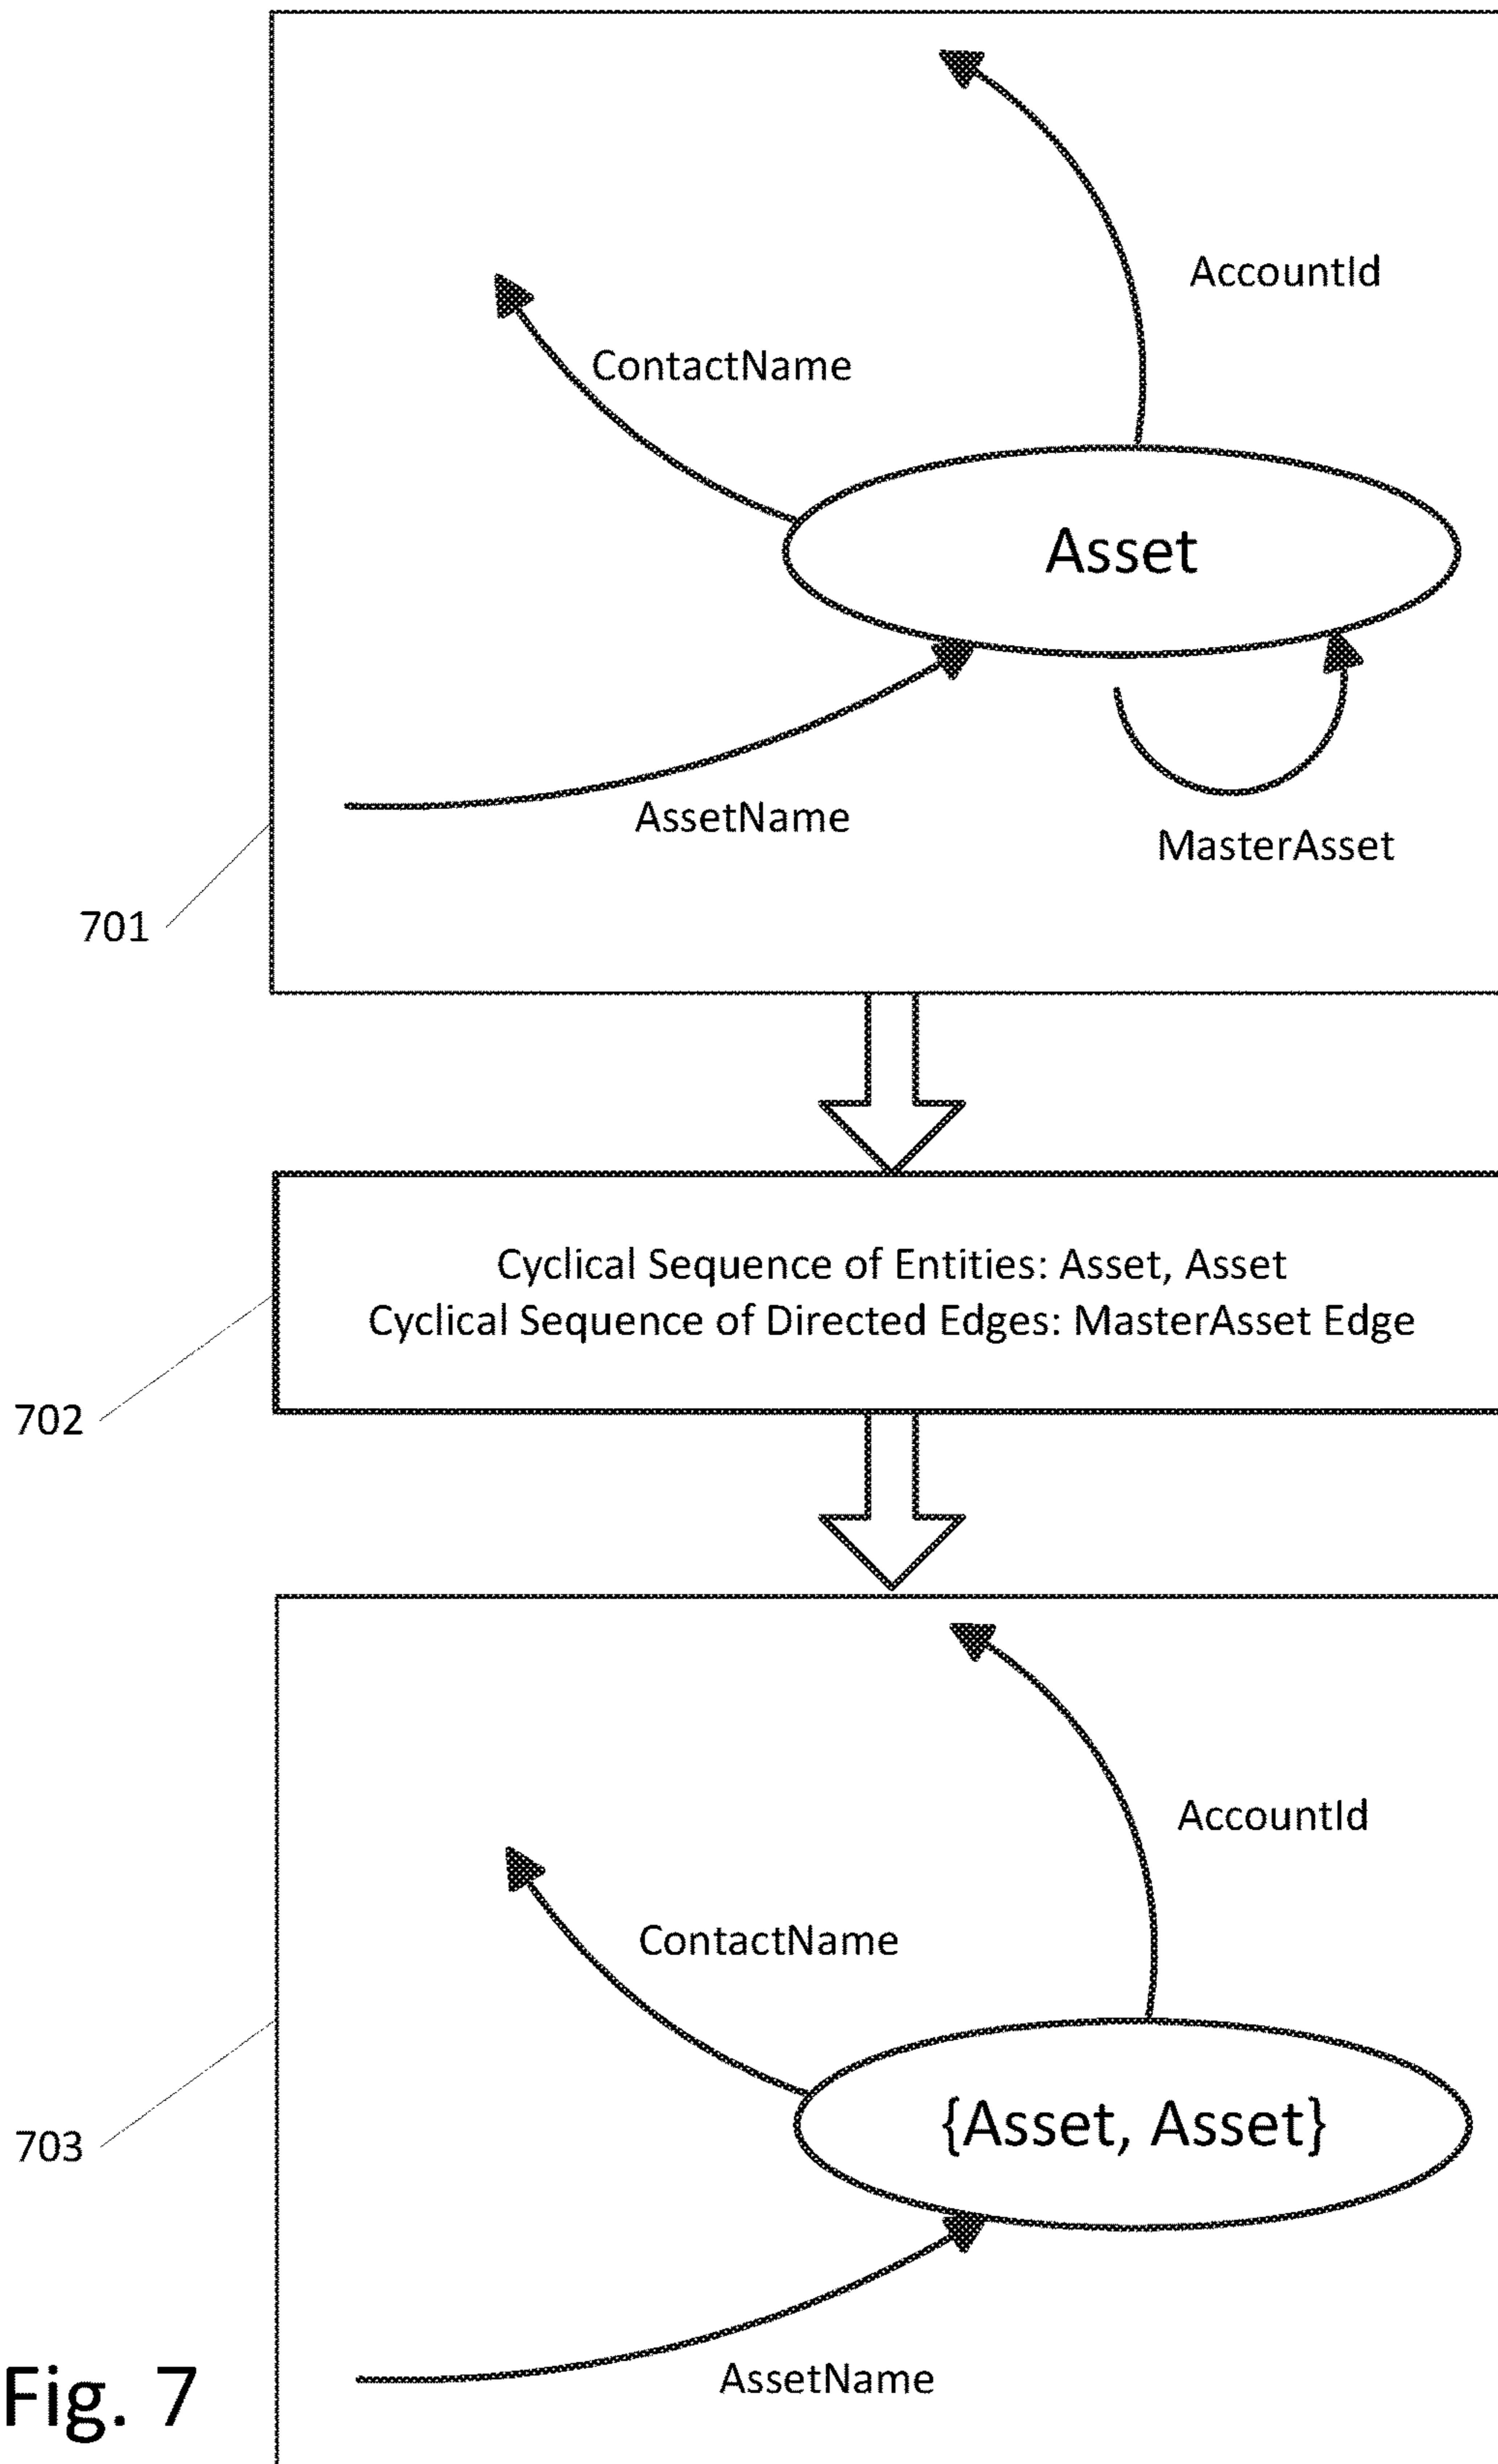 AccountId
ContactName
Asset
AssetName
MasterAsset
701
Cyclical Sequence of Entities: Asset, Asset
Cyclical Sequence of Directed Edges: MasterAsset Edge
702
AccountId
ContactName
{Asset, Asset}
703
AssetName
Fig. 7